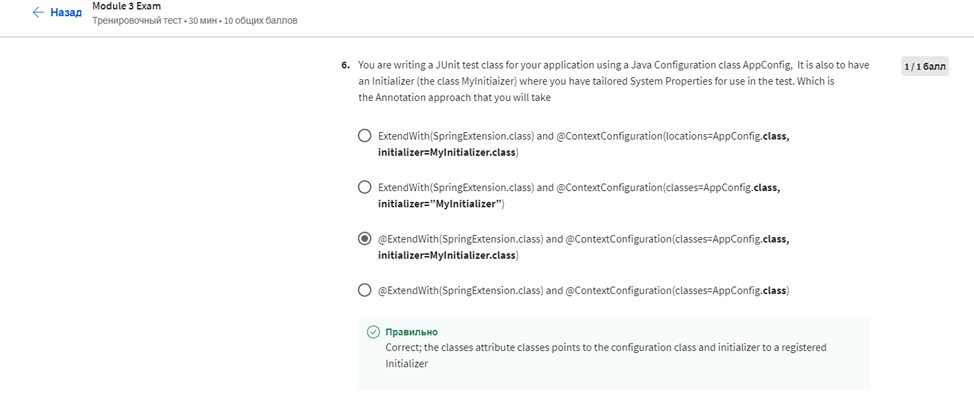 Назад
Module 3 Exam
Тренировочный тест • 30 мин • 10 общих баллов
6. You are writing a JUnit test class for your application using a Java Configuration class AppConfig, It is also to have
1 / 1 балл
an Initializer (the class MyInitiaizer) where you have tailored System Properties for use in the test. Which is
the Annotation approach that you will take
ExtendWith(SpringExtension.class) and @ContextConfiguration(locations=AppConfig.class,
initializer=MyInitializer.class)
ExtendWith(SpringExtension.class) and @ContextConfiguration(classes=AppConfig.class,
initializer=”MyInitializer”)
@ExtendWith(SpringExtension.class) and @ContextConfiguration(classes=AppConfig.class,
initializer=MyInitializer.class)
@ExtendWith(SpringExtension.class) and @ContextConfiguration(classes=AppConfig.class)
Правильно
Correct; the classes attribute classes points to the configuration class and initializer to a registered
Initializer